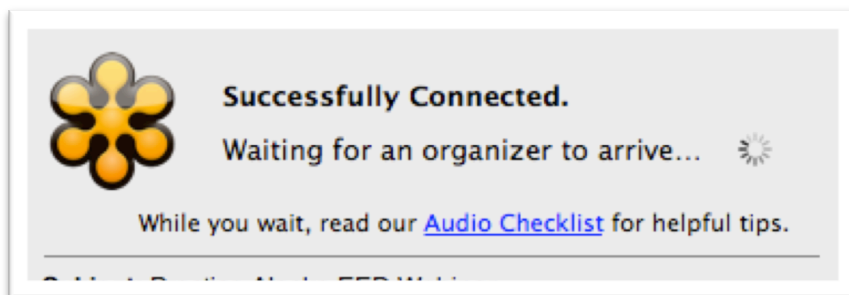 Successfully Connected.
Waiting for an organizer to arrive...
While you wait, read our Audio Checklist for helpful tips.